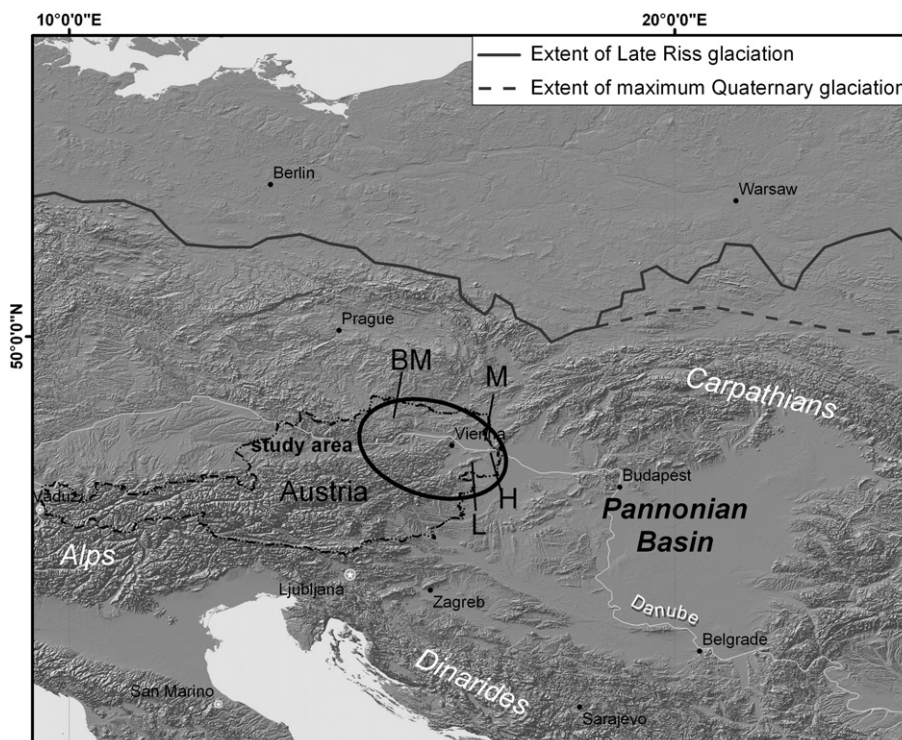 10°0'0"E
20°0'0"E
Extent of Late Riss glaciation
Extent of maximum Quaternary glaciation
Berlin
Warsaw
50°0'0"N
Prague
BM
M
Carpathians
study area
Vienna
Austria
Budapest
Vaduz
H
Pannonian
Basin
L
Alps
Ljubljana
Zagreb
Danube
Belgrade
Dinarides
San Marino
Sarajevo